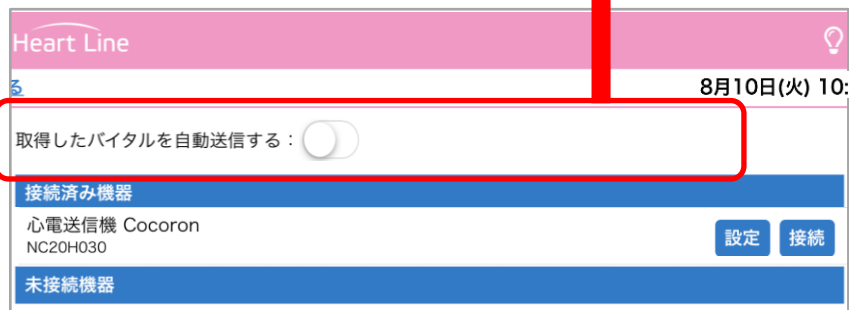 Heart Line
る
8月10日(火) 10:
取得したバイタルを自動送信する：
接続済み機器
心電送信機 Cocoron
NC20H030
設定 接続
未接続機器